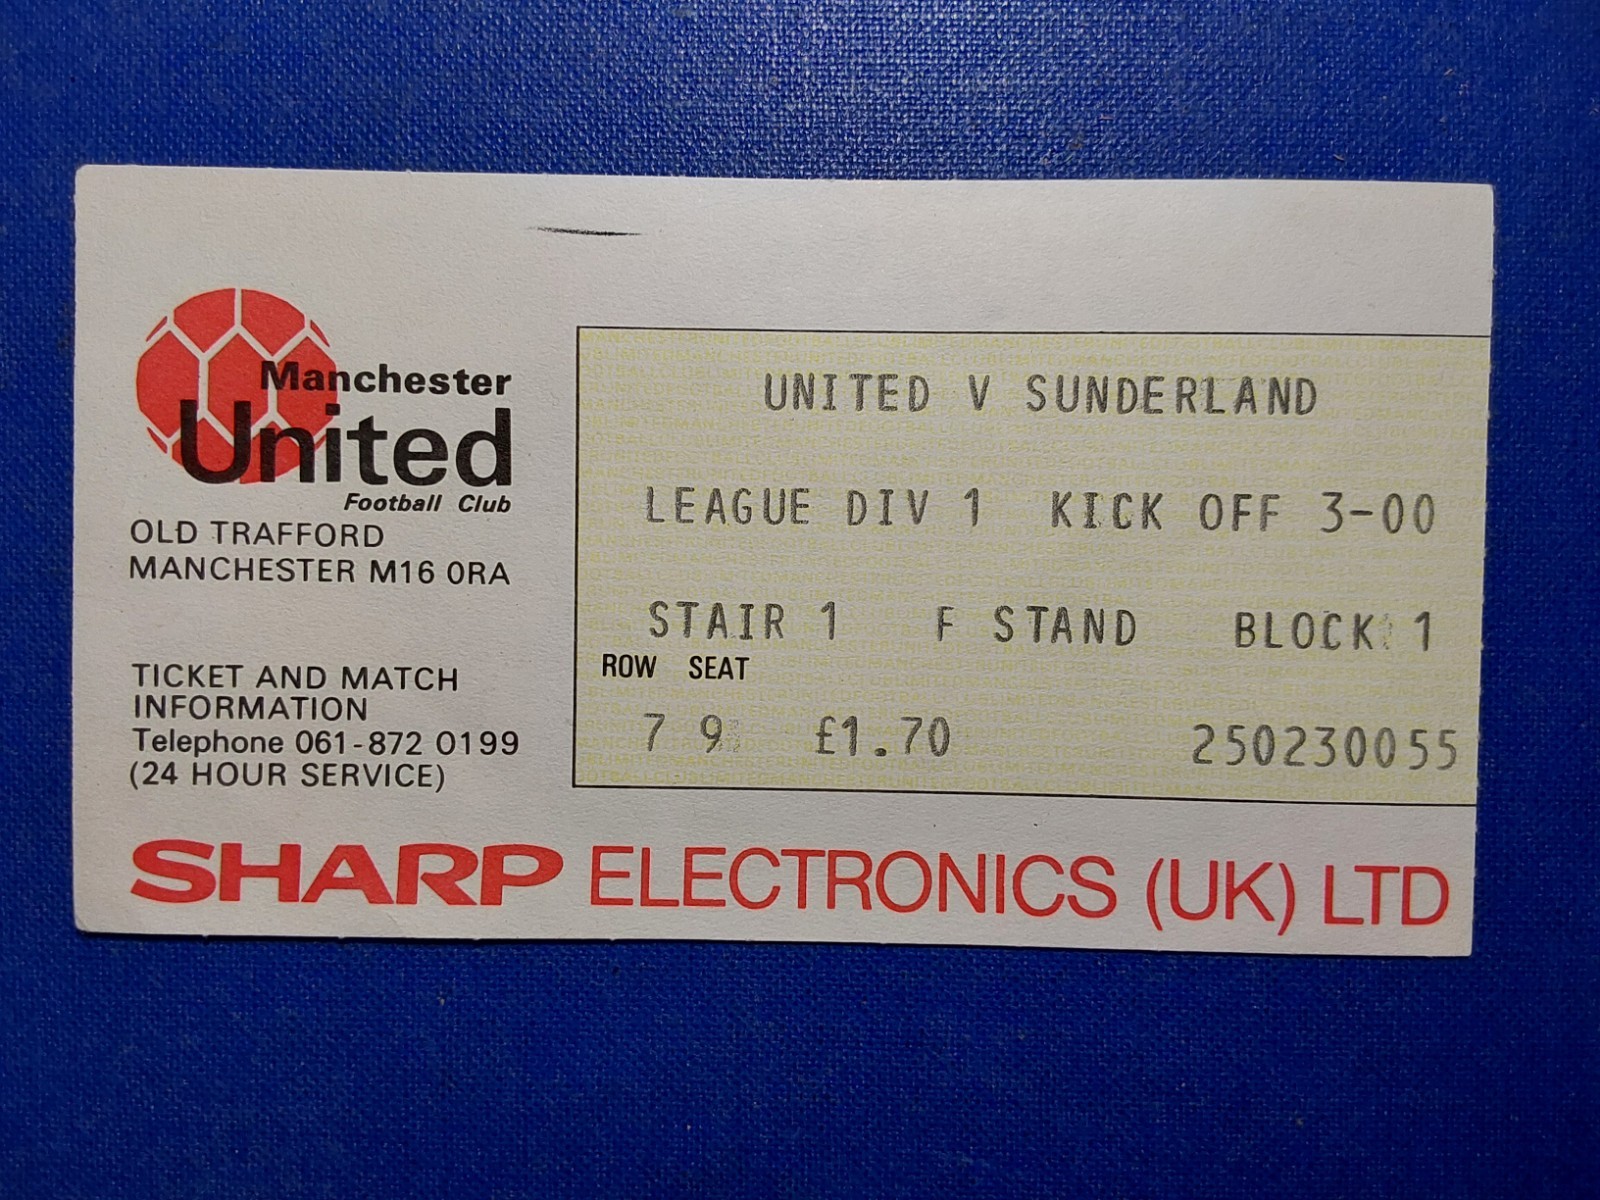 Manchester
United
Football Club
OLD TRAFFORD
MANCHESTER M16 0RA
TICKET AND MATCH
INFORMATION
Telephone 061-872 0199
(24 HOUR SERVICE)
UNITED V SUNDERLAND
LEAGUE DIV 1 KICK OFF 3-00
STAIR 1 F STAND BLOCK 1
ROW SEAT
7 9 £1.70 250230055
SHARP ELECTRONICS (UK) LTD